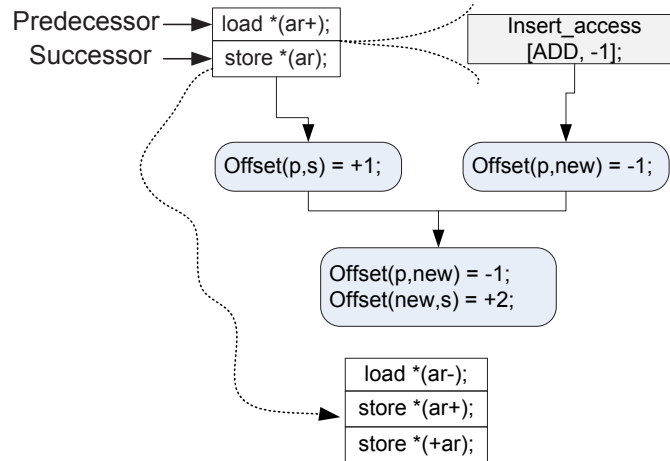 Predecessor
load *(ar+);
Successor
store *(ar);
Insert_access
[ADD, -1];
Offset(p,s) = +1;
Offset(p,new) = -1;
Offset(p,new) = -1;
Offset(new,s) = +2;
load *(ar-);
store *(ar+);
store *(+ar);